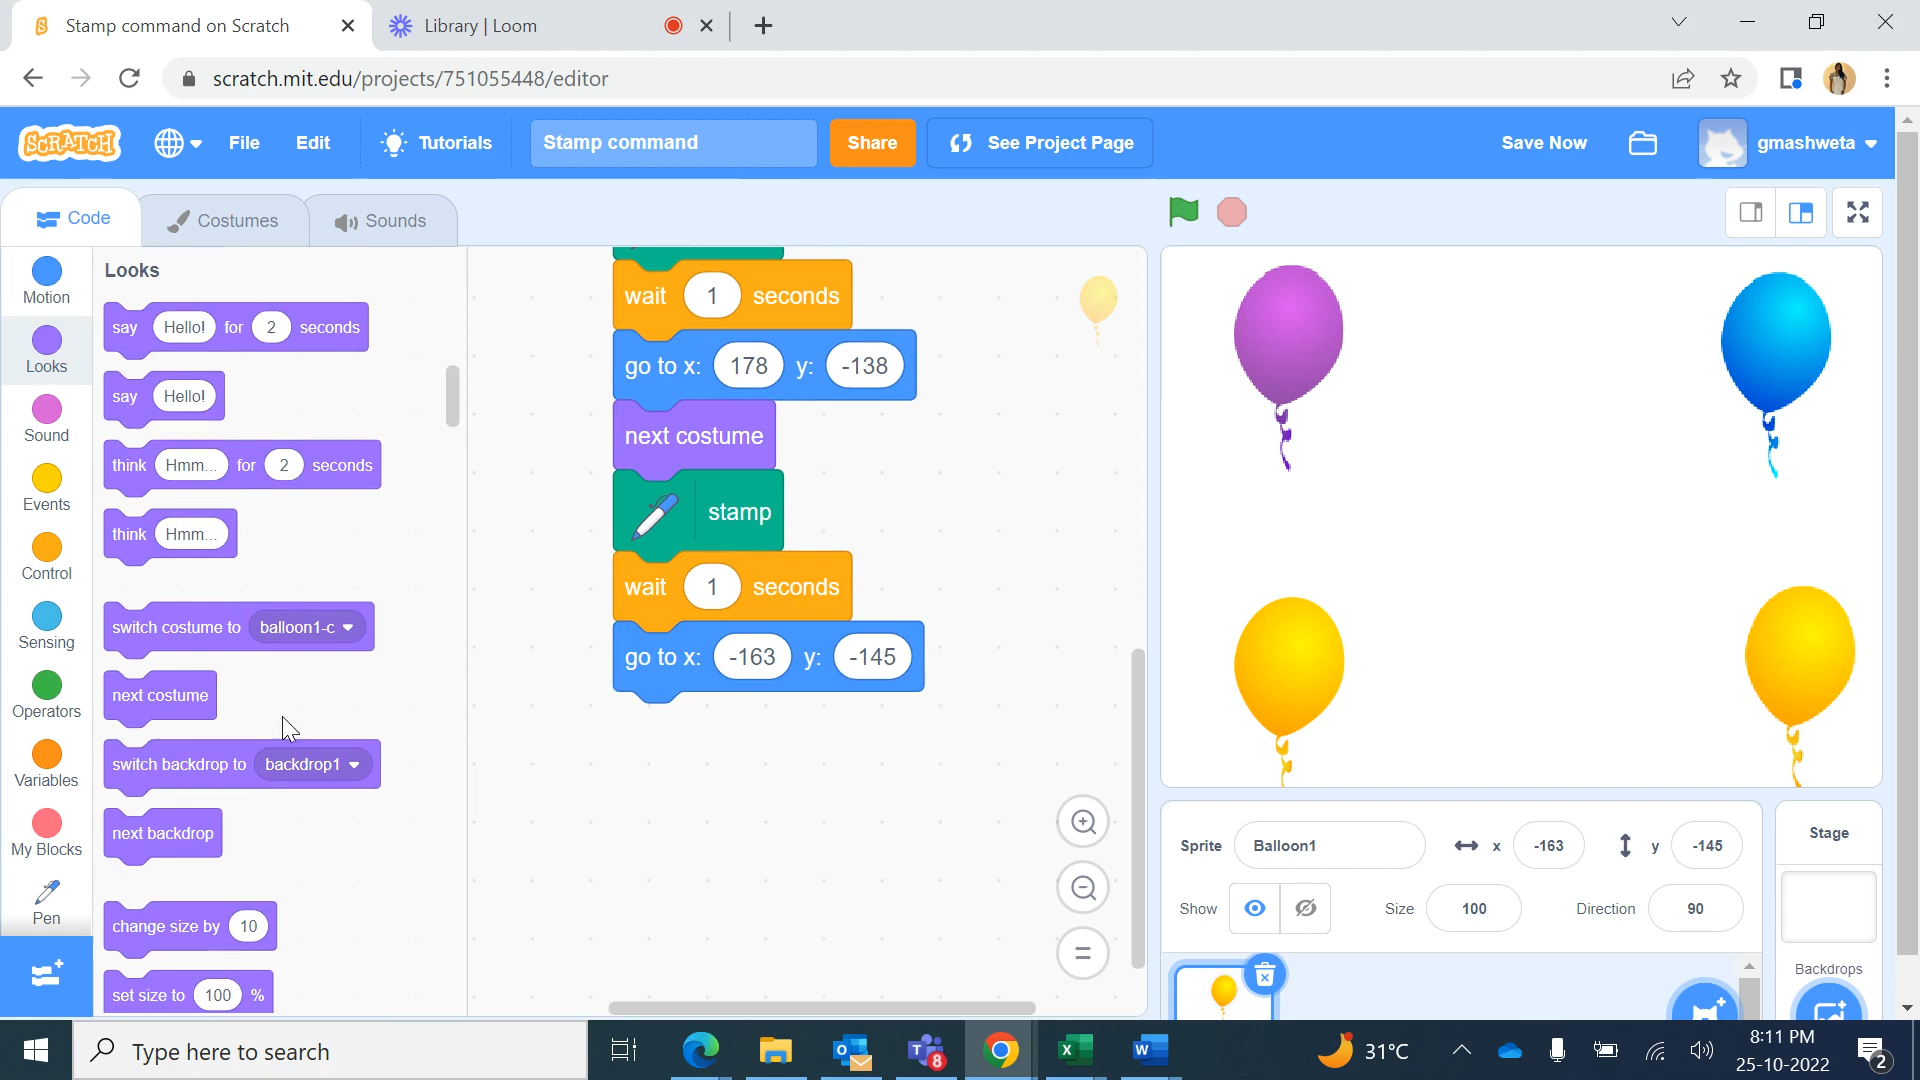 Stamp command on Scratch
Library | Loom
scratch.mit.edu/projects/751055448/editor
SCRATCH
File
Edit
Tutorials
Stamp command
Share
See Project Page
Save Now
gmashweta
Code
Costumes
Sounds
Motion
Looks
Sound
Events
Control
Sensing
Operators
Variables
My Blocks
Pen
Looks
say Hello! for 2 seconds
say Hello!
think Hmm... for 2 seconds
think Hmm...
switch costume to balloon1-c
next costume
switch backdrop to backdrop1
next backdrop
change size by 10
set size to 100 %
wait 1 seconds
go to x: 178 y: -138
next costume
stamp
wait 1 seconds
go to x: -163 y: -145
Sprite Balloon1 x -163 y -145
Show Size 100 Direction 90
Stage
Backdrops
Type here to search
8
31°C
8:11 PM
25-10-2022
2